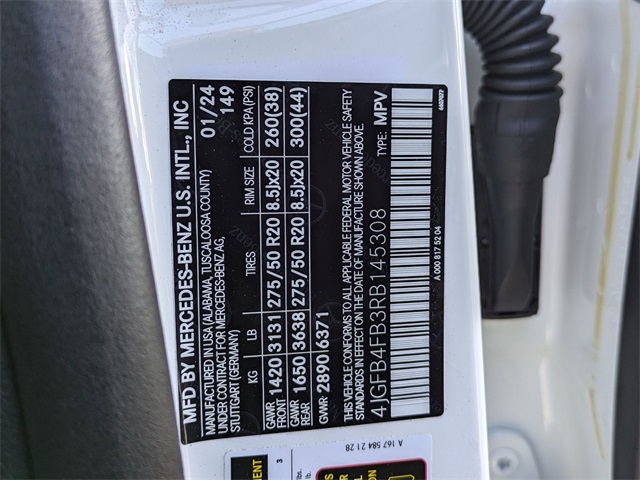 MFD BY MERCEDES-BENZ U.S. INTL., INC
MANUFACTURED IN USA (ALABAMA, TUSCALOOSA COUNTY) 01/24
UNDER CONTRACT FOR MERCEDES-BENZ AG, 149
STUTTGART (GERMANY)
KG LB TIRES RIM SIZE COLD KPA(PSI)
GAWR FRONT 1420 3131 275/50 R20 8.5Jx20 260(38)
GAWR REAR 1650 3638 275/50 R20 8.5Jx20 300(44)
GVWR 2890 6371
THIS VEHICLE CONFORMS TO ALL APPLICABLE FEDERAL MOTOR VEHICLE SAFETY
STANDARDS IN EFFECT ON THE DATE OF MANUFACTURE SHOWN ABOVE.
4JGFB4FB3RB145308 TYPE: MPV
A 000 817 52 04
A 167 584 21 28
3